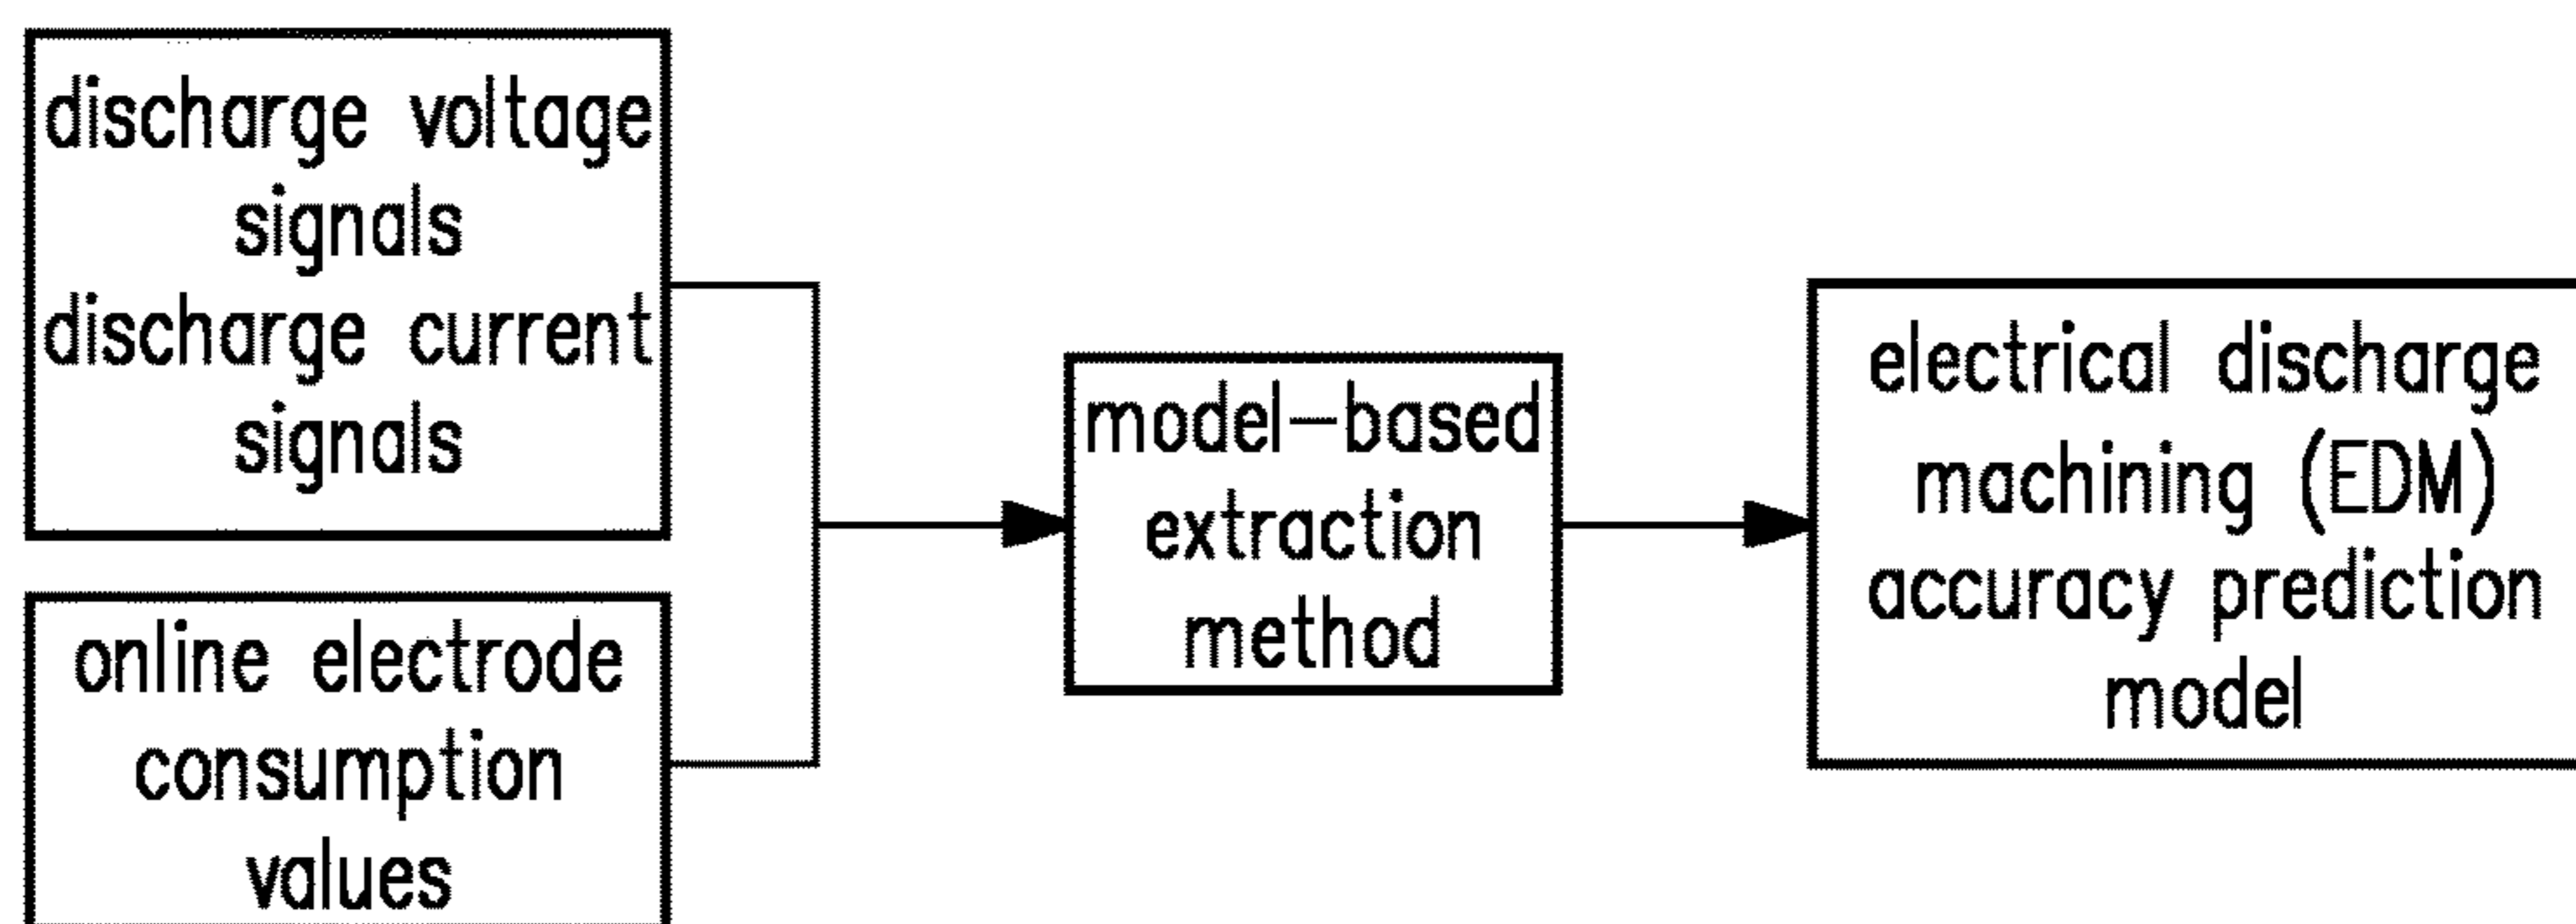 discharge voltage
signals
discharge current
signals
online electrode
consumption
values
model-based
extraction
method
electrical discharge
machining (EDM)
accuracy prediction
model